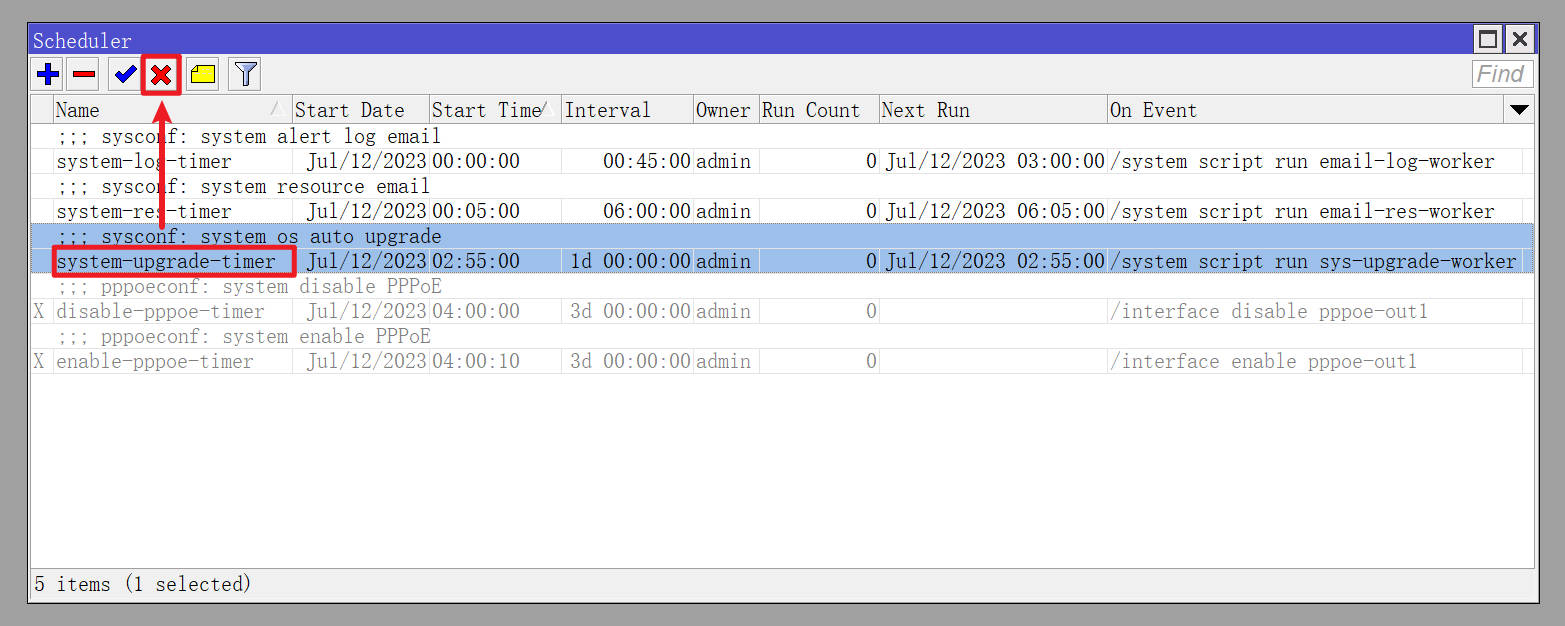 Scheduler
Find
Name Start Date Start Time Interval Owner Run Count Next Run On Event
;;; sysconf: system alert log email
system-log-timer Jul/12/2023 00:00:00 00:45:00 admin 0 Jul/12/2023 03:00:00 /system script run email-log-worker
;;; sysconf: system resource email
system-res-timer Jul/12/2023 00:05:00 06:00:00 admin 0 Jul/12/2023 06:05:00 /system script run email-res-worker
;;; sysconf: system os auto upgrade
system-upgrade-timer Jul/12/2023 02:55:00 1d 00:00:00 admin 0 Jul/12/2023 02:55:00 /system script run sys-upgrade-worker
;;; pppoeconf: system disable PPPoE
X disable-pppoe-timer Jul/12/2023 04:00:00 3d 00:00:00 admin 0 /interface disable pppoe-out1
;;; pppoeconf: system enable PPPoE
X enable-pppoe-timer Jul/12/2023 04:00:10 3d 00:00:00 admin 0 /interface enable pppoe-out1
5 items (1 selected)